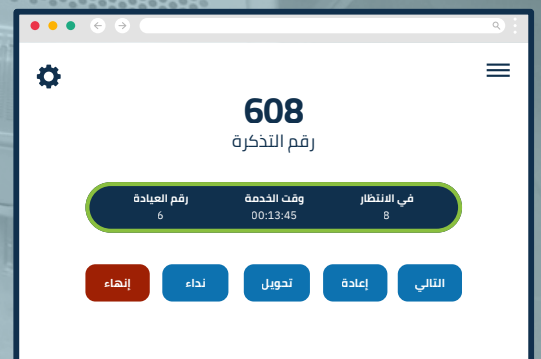 608
رقم التذكرة
في الانتظار وقت الخدمة رقم العيادة
8 00:13:45 6
التالي إعادة تحويل نداء إنهاء